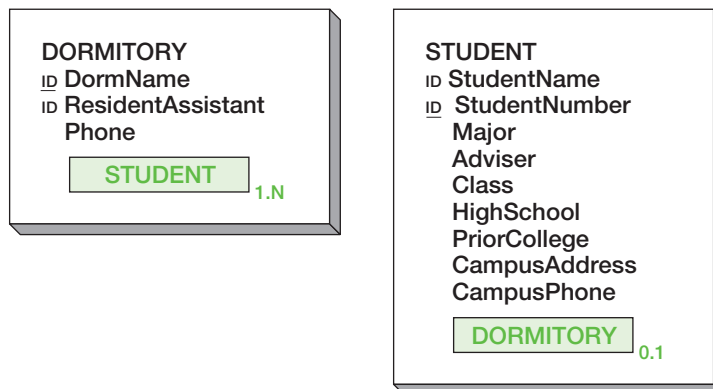 DORMITORY
ID DormName
ID ResidentAssistant
Phone
STUDENT
1.N
STUDENT
ID StudentName
ID StudentNumber
Major
Adviser
Class
HighSchool
PriorCollege
CampusAddress
CampusPhone
DORMITORY
0.1